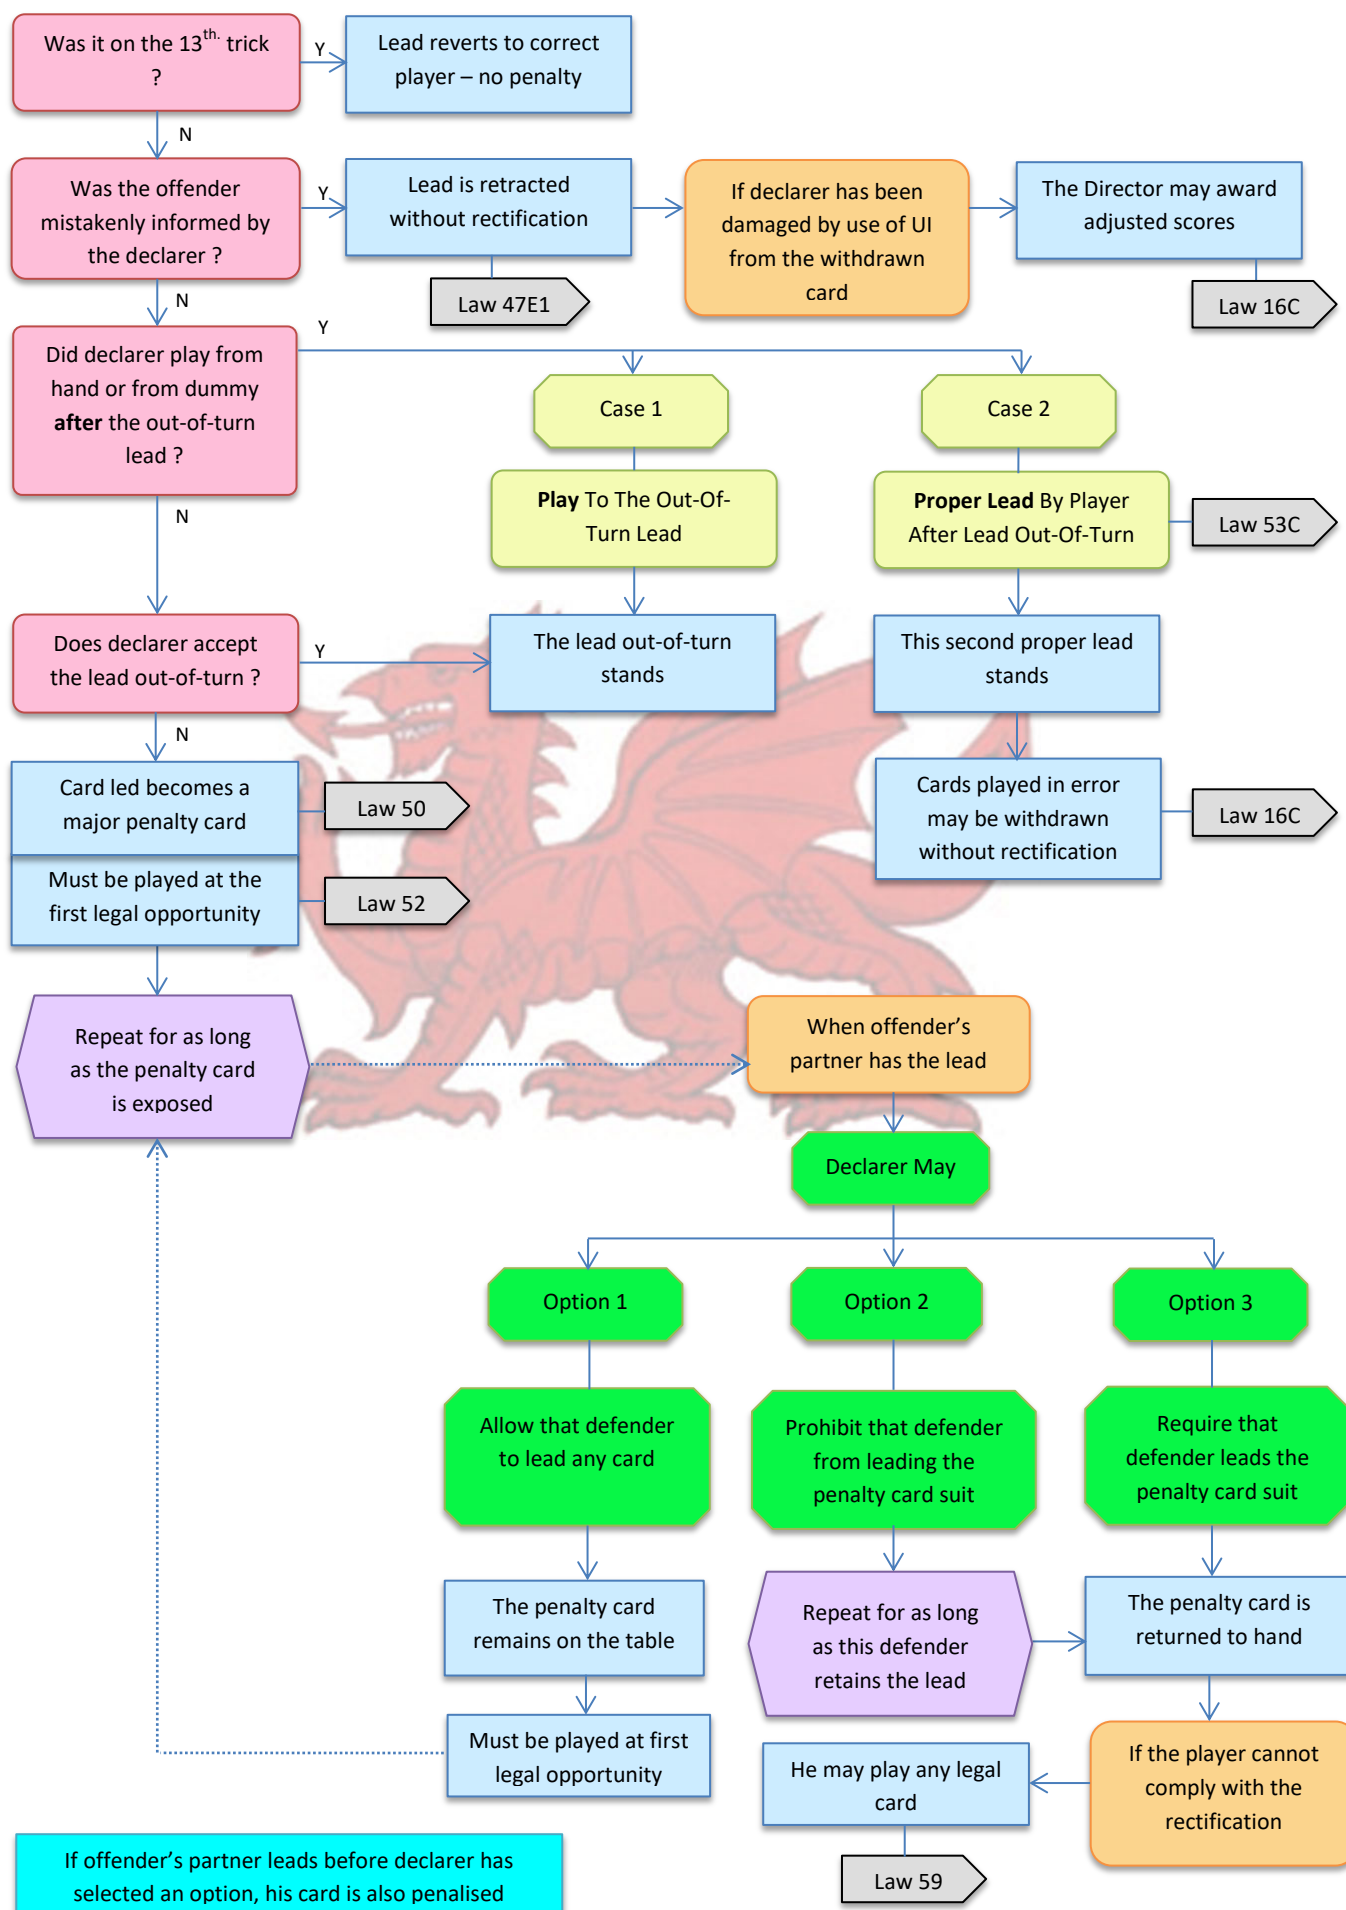 Was it on the 13th. trick
?
Y
Lead reverts to correct
player – no penalty
N
Was the offender
mistakenly informed by
the declarer ?
Y
Lead is retracted
without rectification
Law 47E1
If declarer has been
damaged by use of UI
from the withdrawn
card
The Director may award
adjusted scores
Law 16C
N
Did declarer play from
hand or from dummy
after the out-of-turn
lead ?
Y
Case 1
Play To The Out-Of-
Turn Lead
The lead out-of-turn
stands
Case 2
Proper Lead By Player
After Lead Out-Of-Turn
Law 53C
This second proper lead
stands
Cards played in error
may be withdrawn
without rectification
Law 16C
N
Does declarer accept
the lead out-of-turn ?
Y
N
Card led becomes a
major penalty card
Law 50
Must be played at the
first legal opportunity
Law 52
Repeat for as long
as the penalty card
is exposed
When offender’s
partner has the lead
Declarer May
Option 1
Allow that defender
to lead any card
The penalty card
remains on the table
Must be played at first
legal opportunity
Option 2
Prohibit that defender
from leading the
penalty card suit
Repeat for as long
as this defender
retains the lead
Option 3
Require that
defender leads the
penalty card suit
The penalty card is
returned to hand
If the player cannot
comply with the
rectification
He may play any legal
card
Law 59
If offender’s partner leads before declarer has
selected an option, his card is also penalised